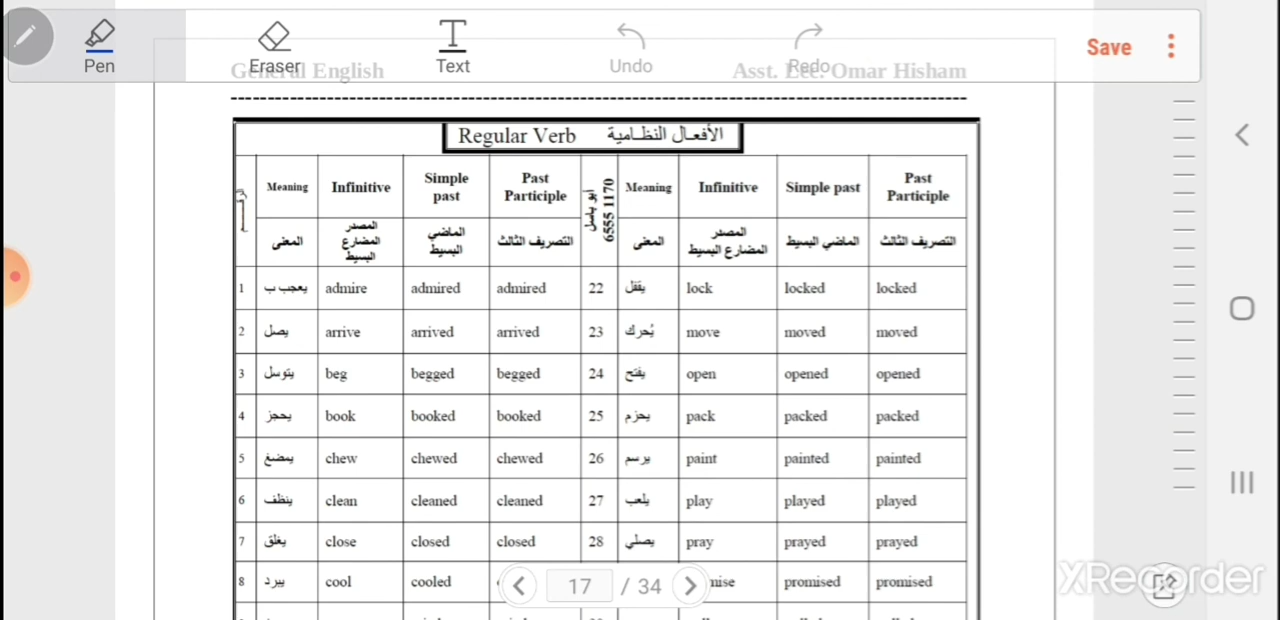 Pen Eraser Text Undo Redo Save
General English Asst. Lec. Omar Hisham
Regular Verb الأفعال النظامية
Meaning Infinitive Simple past Past Participle أبو باسل 6555 1170 Meaning Infinitive Simple past Past Participle
المعنى المصدر المضارع البسيط الماضي البسيط التصريف الثالث المعنى المصدر المضارع البسيط الماضي البسيط التصريف الثالث
1 يعجب ب admire admired admired 22 يقفل lock locked locked
2 يصل arrive arrived arrived 23 يُحرك move moved moved
3 يتوسل beg begged begged 24 يفتح open opened opened
4 يحجز book booked booked 25 يحزم pack packed packed
5 يمضغ chew chewed chewed 26 يرسم paint painted painted
6 ينظف clean cleaned cleaned 27 يلعب play played played
7 يغلق close closed closed 28 يصلي pray prayed prayed
8 يبرد cool cooled promised promised
17 / 34
XRecorder